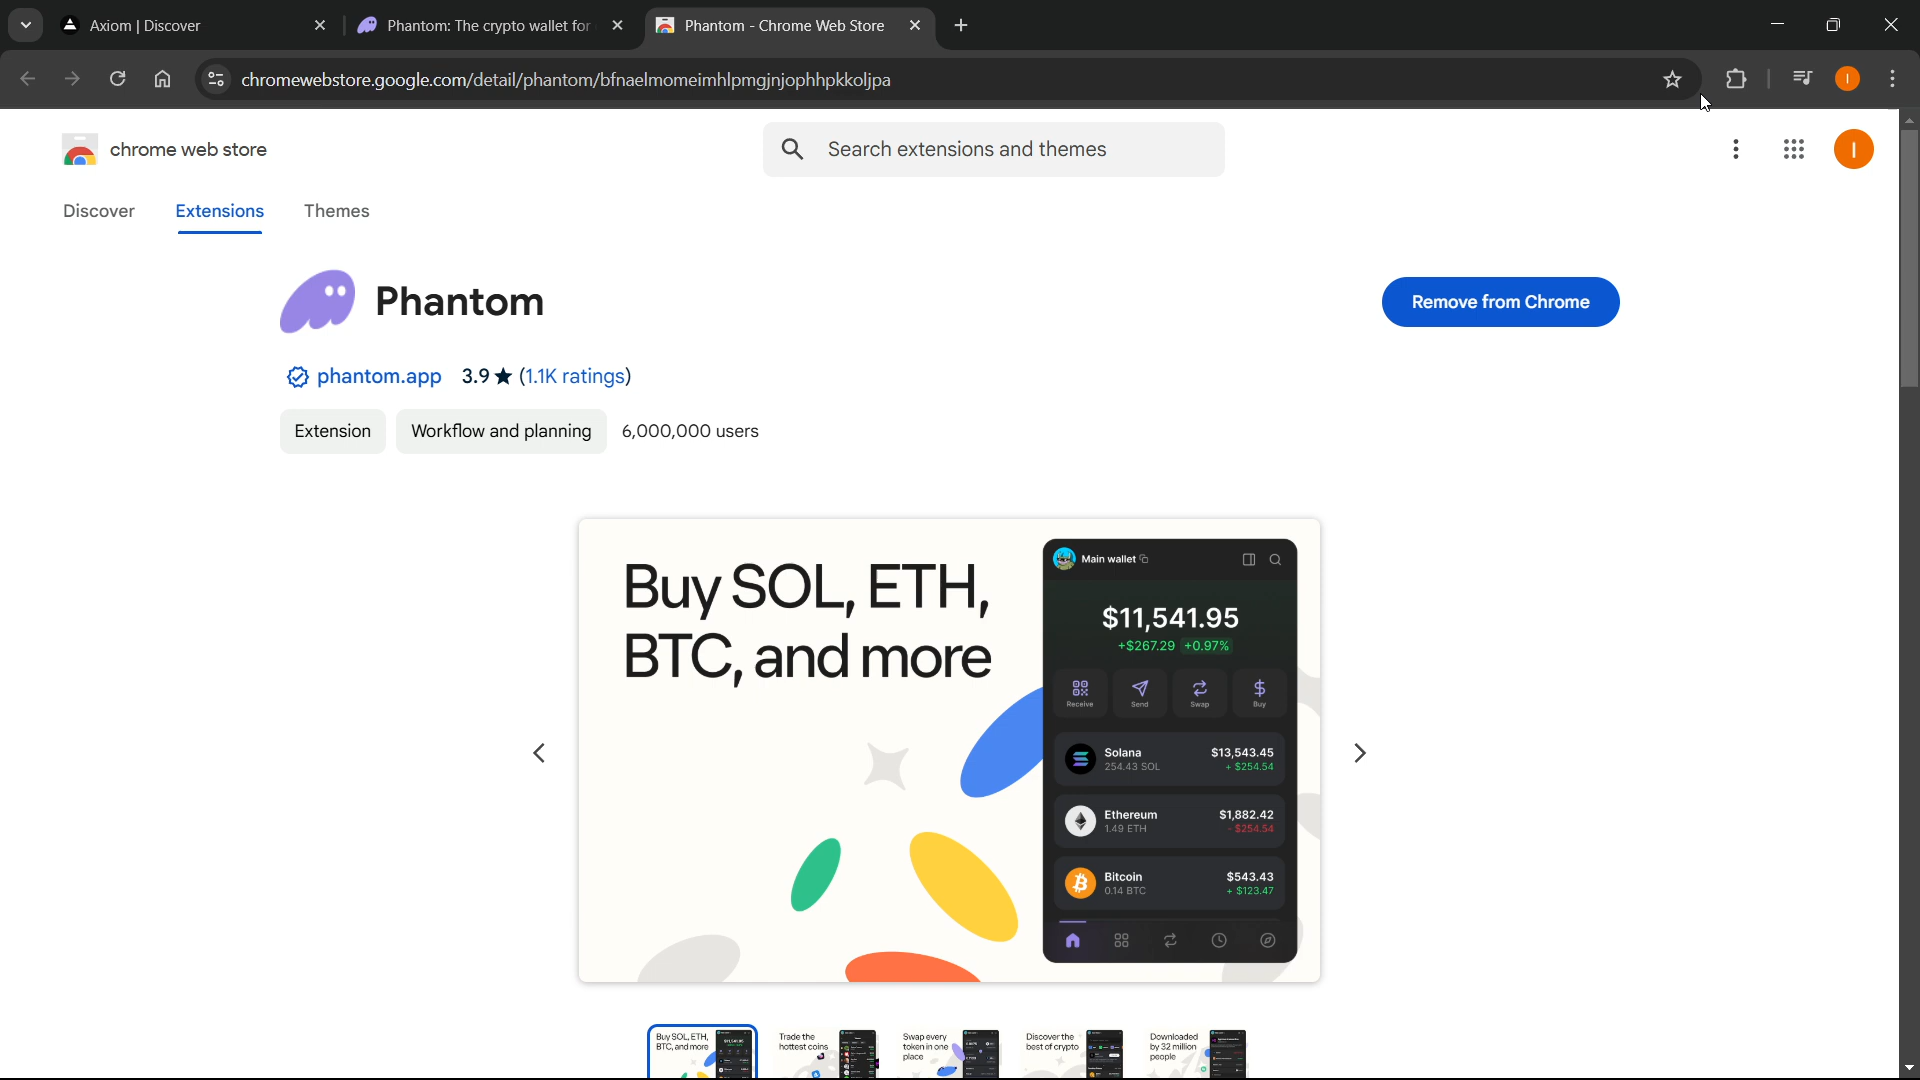 Axiom | Discover
Phantom: The crypto wallet for
Phantom - Chrome Web Store
chromewebstore.google.com/detail/phantom/bfnaelmomeimhlpmgjnjophhpkkoljpa
I
chrome web store
Search extensions and themes
I
Discover
Extensions
Themes
Phantom
Remove from Chrome
phantom.app 3.9★ (1.1K ratings)
Extension
Workflow and planning
6,000,000 users
Buy SOL, ETH,
BTC, and more
Main wallet
$11,541.95
+$267.29 +0.97%
Receive
Send
Swap
Buy
Solana $13,543.45
254.43 SOL + $254.54
Ethereum $1,882.42
1.49 ETH - $254.54
Bitcoin $543.43
0.14 BTC + $123.47
Buy SOL, ETH,
BTC, and more
Trade the
hottest coins
Swap every
token in one
place
Discover the
best of crypto
Downloaded
by 32 million
people